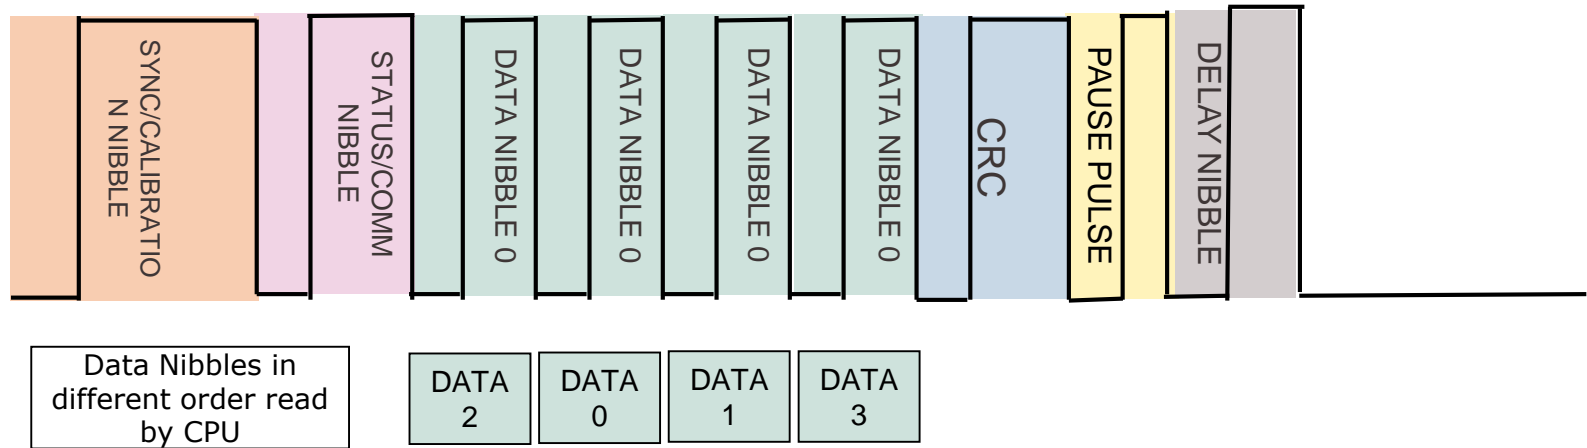 SYNC/CALIBRATIO
N NIBBLE
STATUS/COMM
NIBBLE
DATA NIBBLE 0
DATA NIBBLE 0
DATA NIBBLE 0
DATA NIBBLE 0
CRC
PAUSE PULSE
DELAY NIBBLE
Data Nibbles in
different order read
by CPU
DATA
2
DATA
0
DATA
1
DATA
3